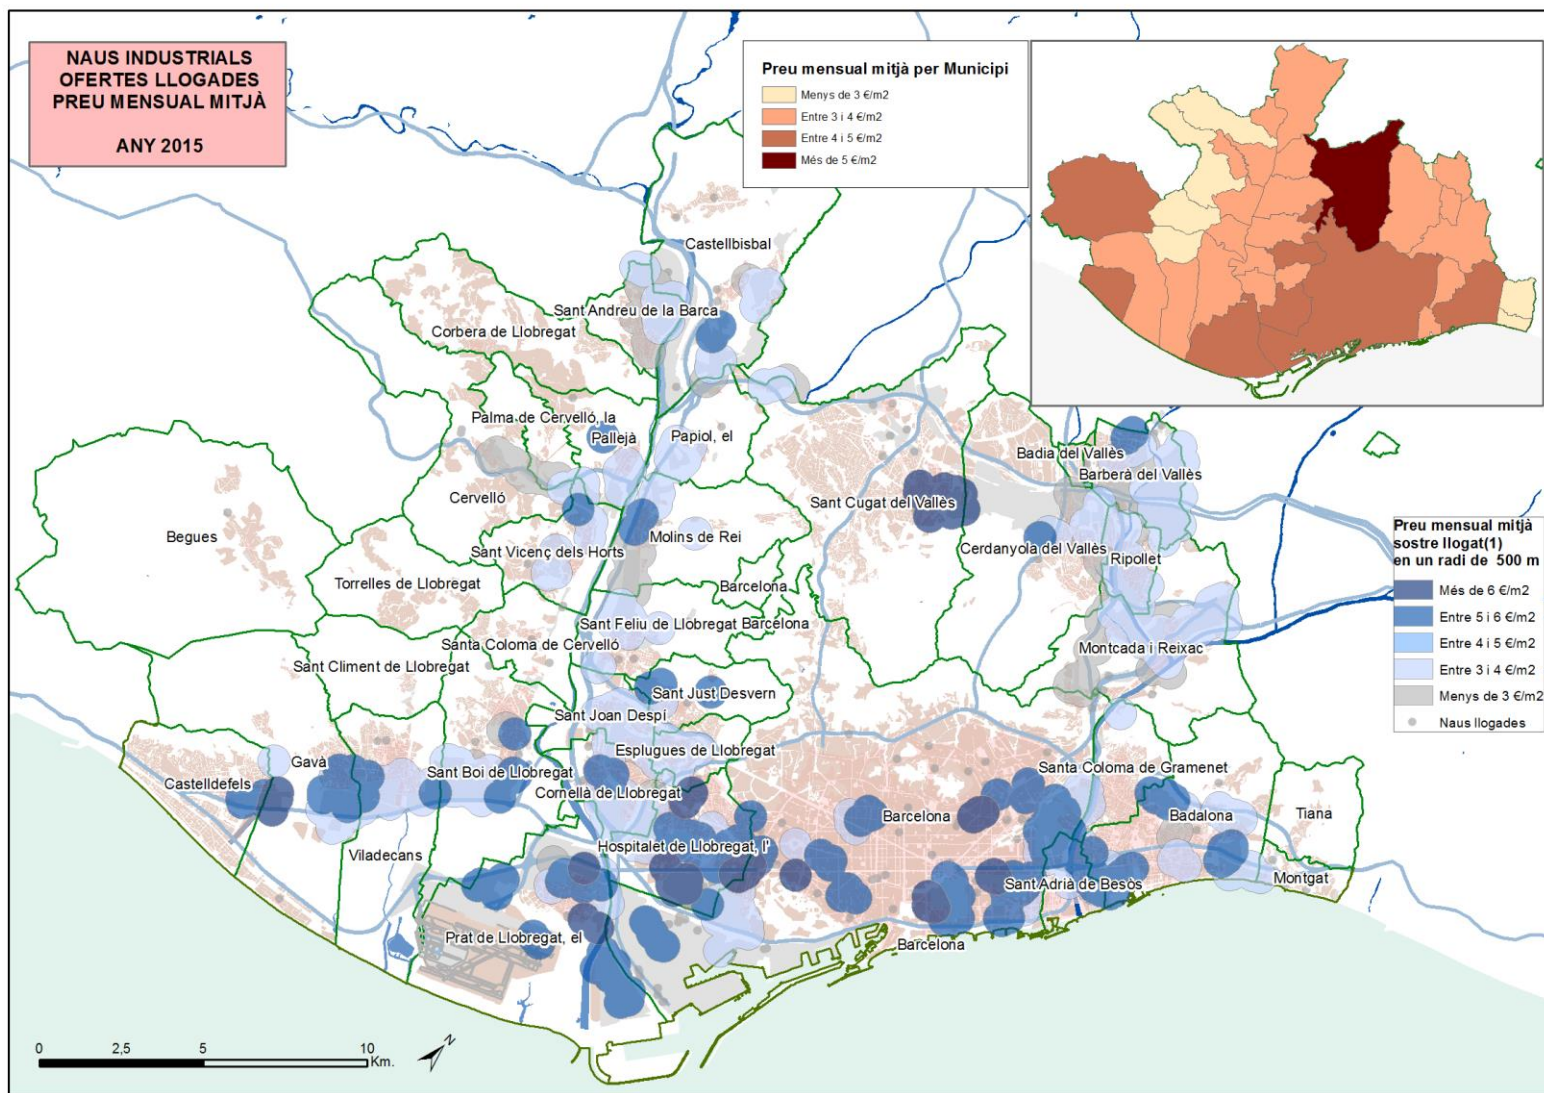 NAUS INDUSTRIALS
OFERTES LLOGADES
PREU MENSUAL MITJÀ
ANY 2015
Preu mensual mitjà per Municipi
Menys de 3 €/m2
Entre 3 i 4 €/m2
Entre 4 i 5 €/m2
Més de 5 €/m2
Castellbisbal
Sant Andreu de la Barca
Corbera de Llobregat
Palma de Cervelló, la
Pallejà
Papiol, el
Badia del Vallès
Barberà del Vallès
Cervelló
Sant Cugat del Vallès
Begues
Molins de Rei
Sant Vicenç dels Horts
Cerdanyola del Vallès
Ripollet
Torrelles de Llobregat
Barcelona
Sant Feliu de Llobregat
Barcelona
Santa Coloma de Cervelló
Montcada i Reixac
Sant Climent de Llobregat
Sant Just Desvern
Sant Joan Despí
Esplugues de Llobregat
Gavà
Sant Boi de Llobregat
Santa Coloma de Gramenet
Castelldefels
Cornellà de Llobregat
Barcelona
Badalona
Tiana
Viladecans
Hospitalet de Llobregat, l'
Montgat
Sant Adrià de Besòs
Prat de Llobregat, el
Barcelona
Preu mensual mitjà
sostre llogat(1)
en un radi de 500 m
Més de 6 €/m2
Entre 5 i 6 €/m2
Entre 4 i 5 €/m2
Entre 3 i 4 €/m2
Menys de 3 €/m2
Naus llogades
0 2,5 5 10
Km.
N